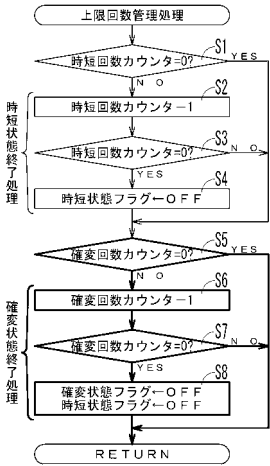 上限回数管理処理
S1
時短回数カウンタ=0?
YES
NO
S2
時短回数カウンタ-1
S3
時短回数カウンタ=0?
NO
YES
S4
時短状態フラグ←OFF
時短状態終了処理
S5
確変回数カウンタ=0?
YES
NO
S6
確変回数カウンタ-1
S7
確変回数カウンタ=0?
NO
YES
S8
確変状態フラグ←OFF
時短状態フラグ←OFF
確変状態終了処理
RETURN